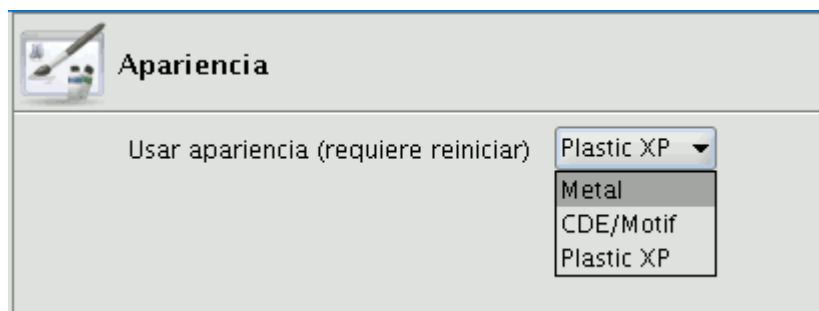 Apariencia
Usar apariencia (requiere reiniciar) Plastic XP
Metal
CDE/Motif
Plastic XP